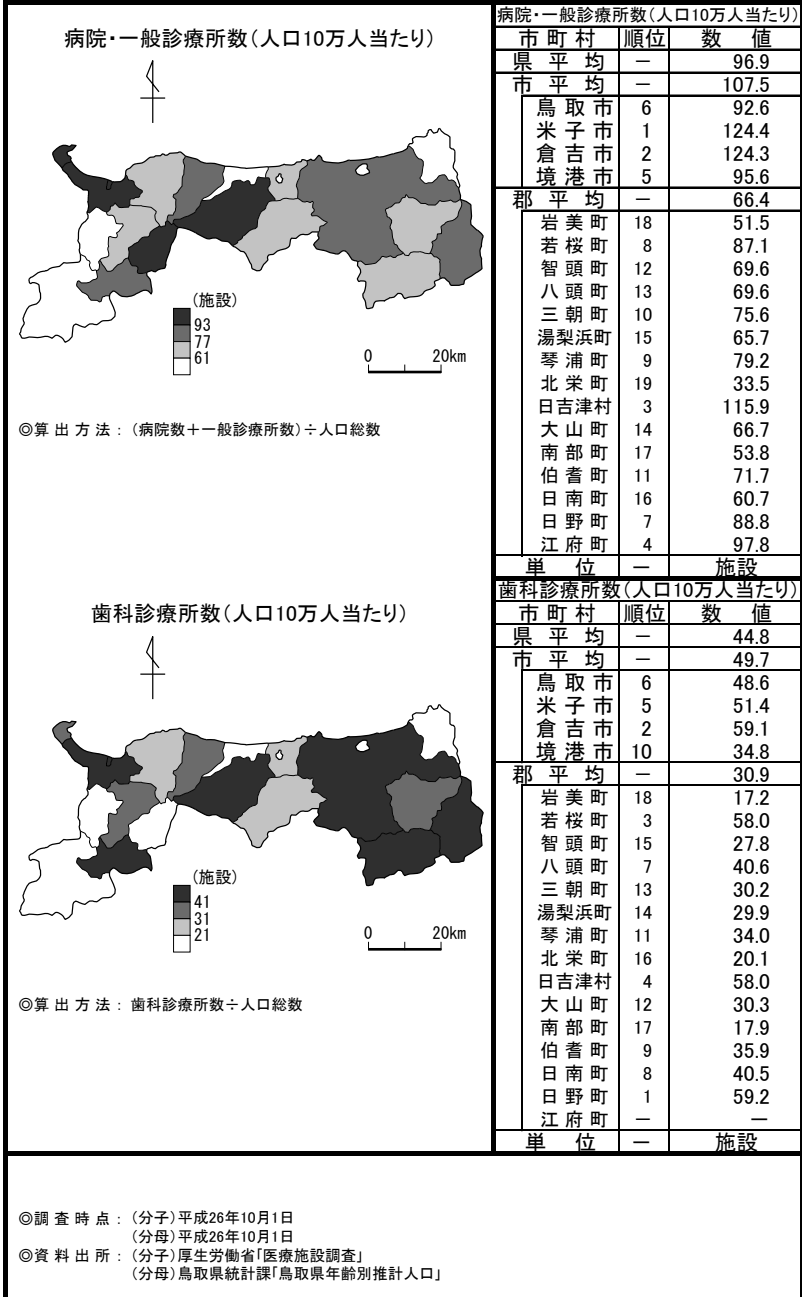 病院・一般診療所数（人口10万人当たり）
(施設)
93
77
61
0 20km
◎算 出 方 法 ： （病院数＋一般診療所数）÷人口総数
病院・一般診療所数（人口10万人当たり）
市 町 村 順位 数 値
県 平 均 － 96.9
市 平 均 － 107.5
鳥 取 市 6 92.6
米 子 市 1 124.4
倉 吉 市 2 124.3
境 港 市 5 95.6
郡 平 均 － 66.4
岩 美 町 18 51.5
若 桜 町 8 87.1
智 頭 町 12 69.6
八 頭 町 13 69.6
三 朝 町 10 75.6
湯梨浜町 15 65.7
琴 浦 町 9 79.2
北 栄 町 19 33.5
日吉津村 3 115.9
大 山 町 14 66.7
南 部 町 17 53.8
伯 耆 町 11 71.7
日 南 町 16 60.7
日 野 町 7 88.8
江 府 町 4 97.8
単 位 － 施設
歯科診療所数（人口10万人当たり）
(施設)
41
31
21
0 20km
◎算 出 方 法 ： 歯科診療所数÷人口総数
歯科診療所数（人口10万人当たり）
市 町 村 順位 数 値
県 平 均 － 44.8
市 平 均 － 49.7
鳥 取 市 6 48.6
米 子 市 5 51.4
倉 吉 市 2 59.1
境 港 市 10 34.8
郡 平 均 － 30.9
岩 美 町 18 17.2
若 桜 町 3 58.0
智 頭 町 15 27.8
八 頭 町 7 40.6
三 朝 町 13 30.2
湯梨浜町 14 29.9
琴 浦 町 11 34.0
北 栄 町 16 20.1
日吉津村 4 58.0
大 山 町 12 30.3
南 部 町 17 17.9
伯 耆 町 9 35.9
日 南 町 8 40.5
日 野 町 1 59.2
江 府 町 － －
単 位 － 施設
◎調 査 時 点 ： （分子）平成26年10月1日
（分母）平成26年10月1日
◎資 料 出 所 ： （分子）厚生労働省「医療施設調査」
（分母）鳥取県統計課「鳥取県年齢別推計人口」